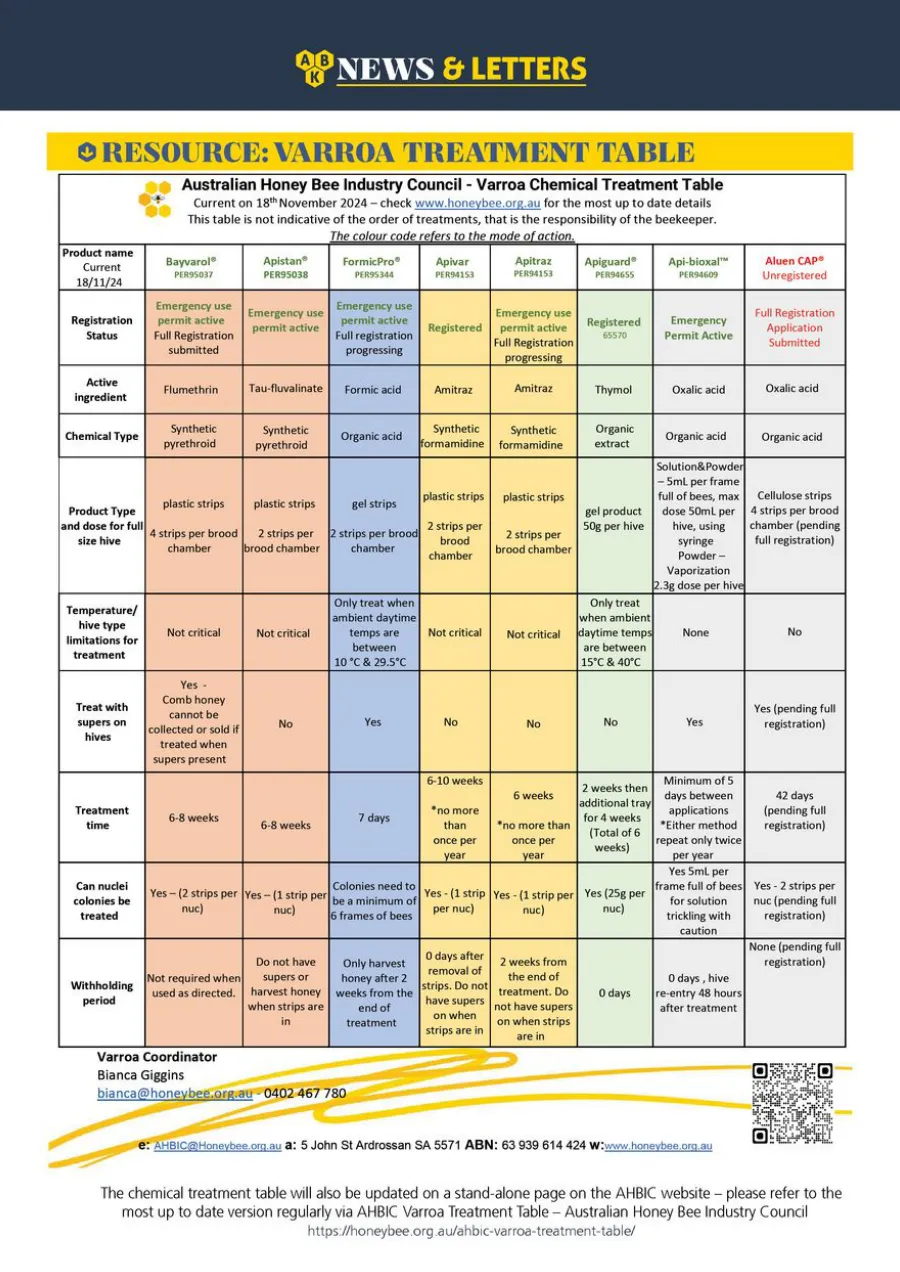 A B K NEWS & LETTERS
RESOURCE: VARROA TREATMENT TABLE
Australian Honey Bee Industry Council - Varroa Chemical Treatment Table
Current on 18th November 2024 – check www.honeybee.org.au for the most up to date details
This table is not indicative of the order of treatments, that is the responsibility of the beekeeper.
The colour code refers to the mode of action.
Product name
Current
18/11/24
Bayvarol®
PER95037
Apistan®
PER95038
FormicPro®
PER95344
Apivar
PER94153
Apitraz
PER94153
Apiguard®
PER94655
Api-bioxal™
PER94609
Aluen CAP®
Unregistered
Registration
Status
Emergency use
permit active
Full Registration
submitted
Emergency use
permit active
Emergency use
permit active
Full registration
progressing
Registered
Emergency use
permit active
Full Registration
progressing
Registered
65570
Emergency
Permit Active
Full Registration
Application
Submitted
Active
ingredient
Flumethrin
Tau-fluvalinate
Formic acid
Amitraz
Amitraz
Thymol
Oxalic acid
Oxalic acid
Chemical Type
Synthetic
pyrethroid
Synthetic
pyrethroid
Organic acid
Synthetic
formamidine
Synthetic
formamidine
Organic
extract
Organic acid
Organic acid
Product Type
and dose for full
size hive
plastic strips
4 strips per brood
chamber
plastic strips
2 strips per
brood chamber
gel strips
2 strips per brood
chamber
plastic strips
2 strips per
brood
chamber
plastic strips
2 strips per
brood chamber
gel product
50g per hive
Solution&Powder
– 5mL per frame
full of bees, max
dose 50mL per
hive, using
syringe
Powder –
Vaporization
2.3g dose per hive
Cellulose strips
4 strips per brood
chamber (pending
full registration)
Temperature/
hive type
limitations for
treatment
Not critical
Not critical
Only treat when
ambient daytime
temps are
between
10 °C & 29.5°C
Not critical
Not critical
Only treat
when ambient
daytime temps
are between
15°C & 40°C
None
No
Treat with
supers on
hives
Yes -
Comb honey
cannot be
collected or sold if
treated when
supers present
No
Yes
No
No
No
Yes
Yes (pending full
registration)
Treatment
time
6-8 weeks
6-8 weeks
7 days
6-10 weeks
*no more
than
once per
year
6 weeks
*no more than
once per
year
2 weeks then
additional tray
for 4 weeks
(Total of 6
weeks)
Minimum of 5
days between
applications
*Either method
repeat only twice
per year
42 days
(pending full
registration)
Can nuclei
colonies be
treated
Yes – (2 strips per
nuc)
Yes – (1 strip per
nuc)
Colonies need to
be a minimum of
6 frames of bees
Yes - (1 strip
per nuc)
Yes - (1 strip per
nuc)
Yes (25g per
nuc)
Yes 5mL per
frame full of bees
for solution
trickling with
caution
Yes - 2 strips per
nuc (pending full
registration)
Withholding
period
Not required when
used as directed.
Do not have
supers or
harvest honey
when strips are
in
Only harvest
honey after 2
weeks from the
end of
treatment
0 days after
removal of
strips. Do not
have supers
on when
strips are in
2 weeks from
the end of
treatment. Do
not have supers
on when strips
are in
0 days
0 days , hive
re-entry 48 hours
after treatment
None (pending full
registration)
Varroa Coordinator
Bianca Giggins
bianca@honeybee.org.au - 0402 467 780
e: AHBIC@Honeybee.org.au a: 5 John St Ardrossan SA 5571 ABN: 63 939 614 424 w:www.honeybee.org.au
The chemical treatment table will also be updated on a stand-alone page on the AHBIC website – please refer to the
most up to date version regularly via AHBIC Varroa Treatment Table – Australian Honey Bee Industry Council
https://honeybee.org.au/ahbic-varroa-treatment-table/